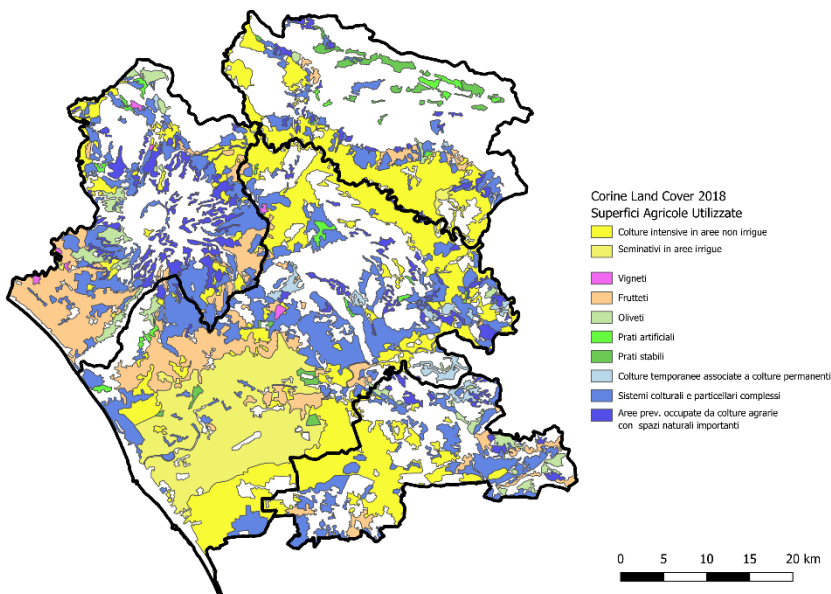 Corine Land Cover 2018
Superfici Agricole Utilizzate
Colture intensive in aree non irrigue
Seminativi in aree irrigue
Vigneti
Frutteti
Oliveti
Prati artificiali
Prati stabili
Colture temporanee associate a colture permanenti
Sistemi colturali e particellari complessi
Aree prev. occupate da colture agrarie
con spazi naturali importanti
0 5 10 15 20 km